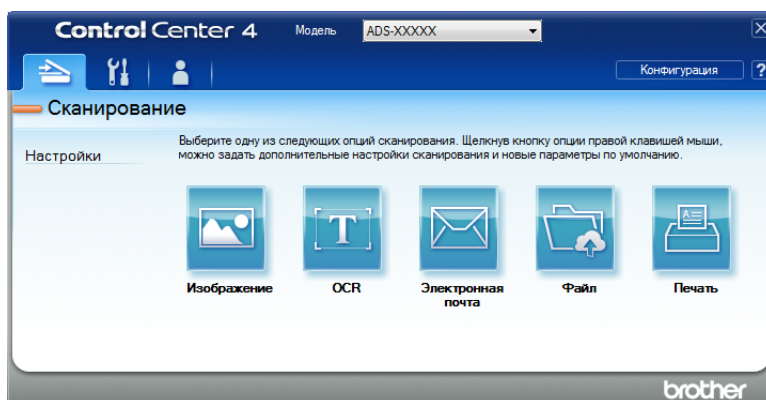 ControlCenter 4
Модель
ADS-XXXXX
Конфигурация
?
Сканирование
Настройки
Выберите одну из следующих опций сканирования. Щелкнув кнопку опции правой клавишей мыши,
можно задать дополнительные настройки сканирования и новые параметры по умолчанию.
T
A
Изображение
OCR
Электронная
почта
Файл
Печать
brother